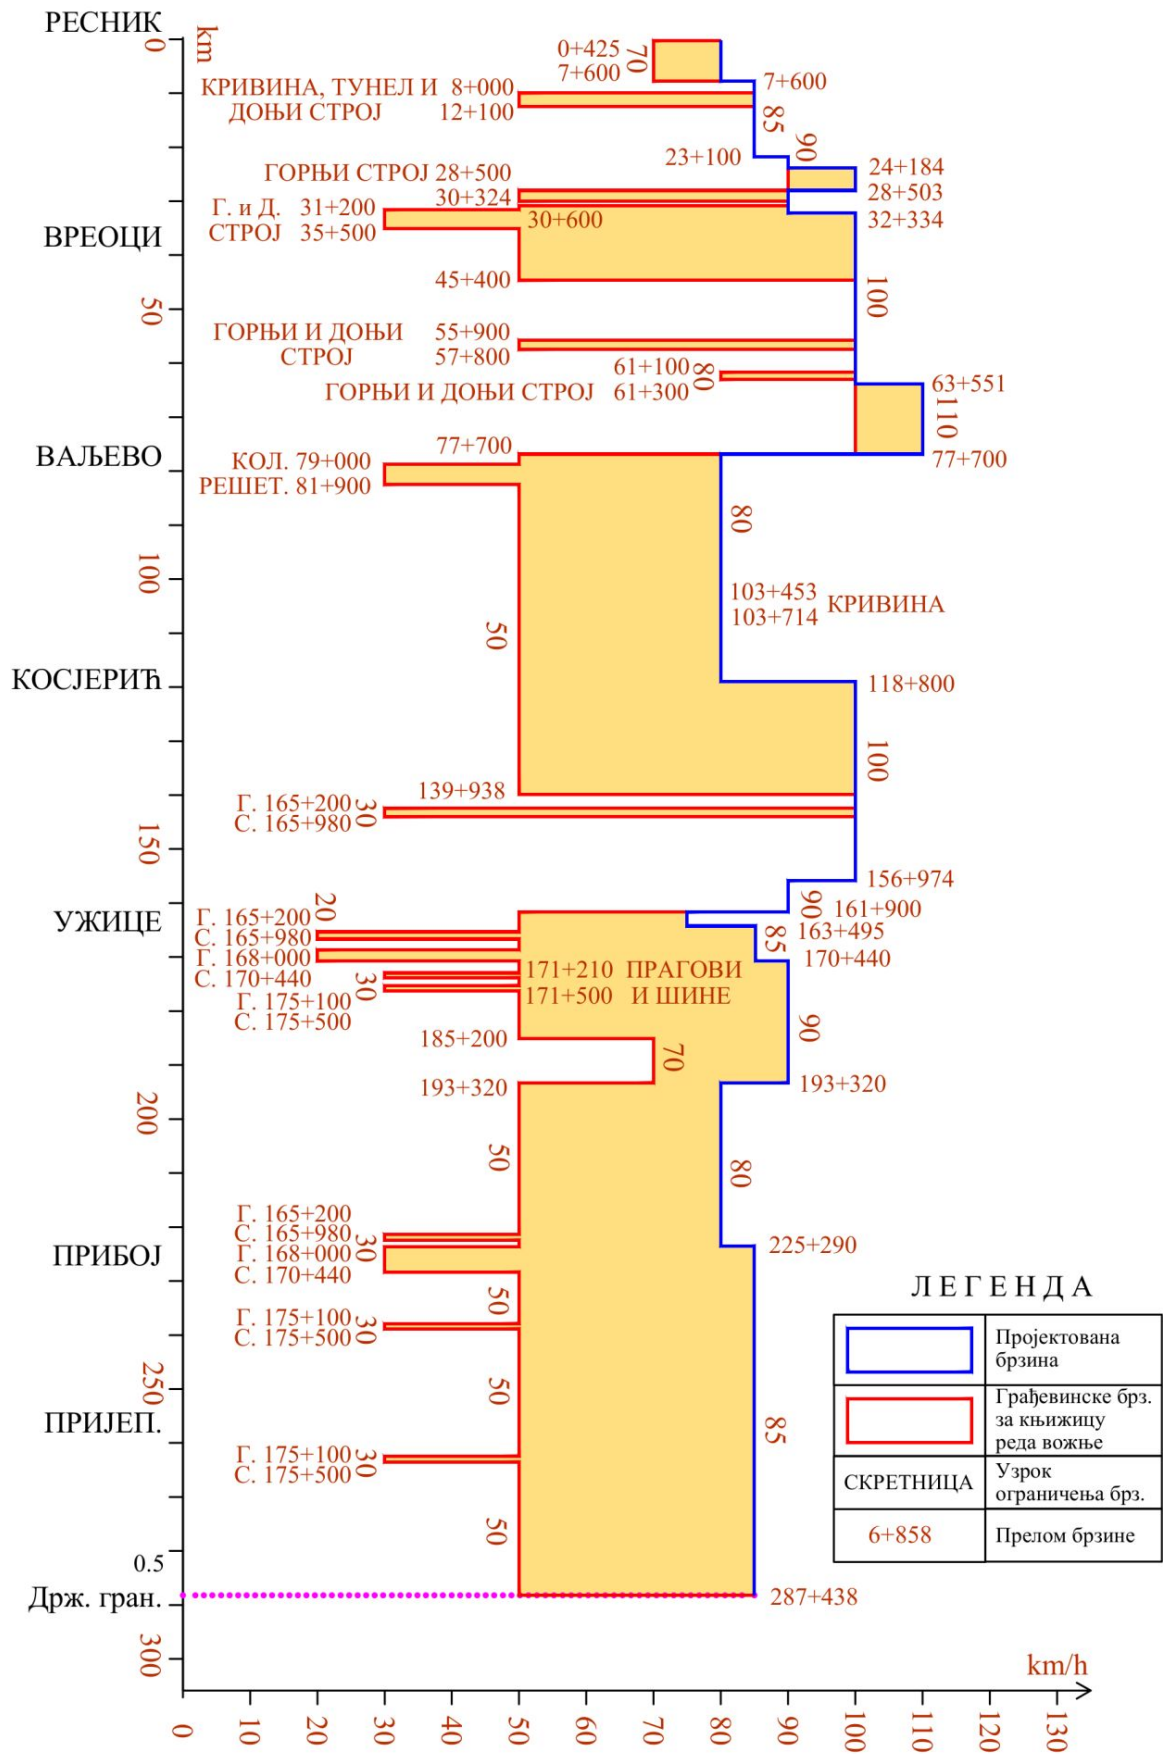 РЕСНИК
0
km
0+425
7+600
70
7+600
КРИВИНА, ТУНЕЛ И 8+000
ДОЊИ СТРОЈ 12+100
85
23+100
90
24+184
ГОРЊИ СТРОЈ 28+500
28+503
30+324
Г. и Д. 31+200
СТРОЈ 35+500
30+600
32+334
ВРЕОЦИ
45+400
100
50
ГОРЊИ И ДОЊИ 55+900
СТРОЈ 57+800
61+100
80
ГОРЊИ И ДОЊИ СТРОЈ 61+300
63+551
110
77+700
77+700
ВАЉЕВО
КОЛ. 79+000
РЕШЕТ. 81+900
80
100
103+453
103+714
КРИВИНА
50
КОСЈЕРИЋ
118+800
100
139+938
Г. 165+200
С. 165+980
30
150
156+974
20
90
161+900
УЖИЦЕ
Г. 165+200
С. 165+980
85
163+495
Г. 168+000
170+440
С. 170+440
171+210 ПРАГОВИ
171+500 И ШИНЕ
30
Г. 175+100
С. 175+500
90
185+200
70
193+320
193+320
200
50
80
Г. 165+200
С. 165+980
30
Г. 168+000
С. 170+440
ПРИБОЈ
225+290
50
Г. 175+100
С. 175+500
30
250
50
ПРИЈЕП.
85
Г. 175+100
С. 175+500
30
50
0.5
Држ. гран.
287+438
300
km/h
0 10 20 30 40 50 60 70 80 90 100 110 120 130
ЛЕГЕНДА
Пројектована
брзина
Грађевинске брз.
за књижицу
реда вожње
СКРЕТНИЦА
Узрок
ограничења брз.
6+858
Прелом брзине